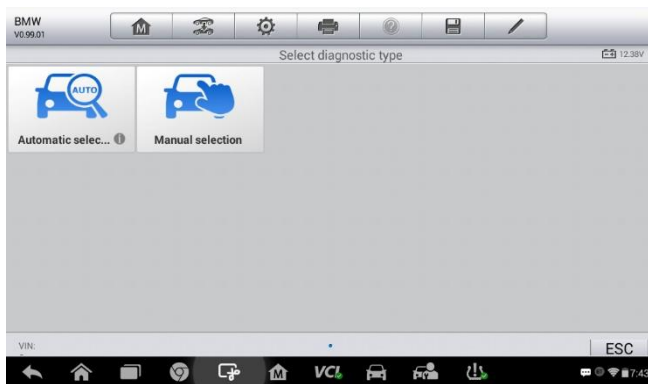 BMW
V0.99.01
M
?
Select diagnostic type
12.38V
AUTO
Automatic selec...
Manual selection
VIN:
ESC
M
VCI
7:43